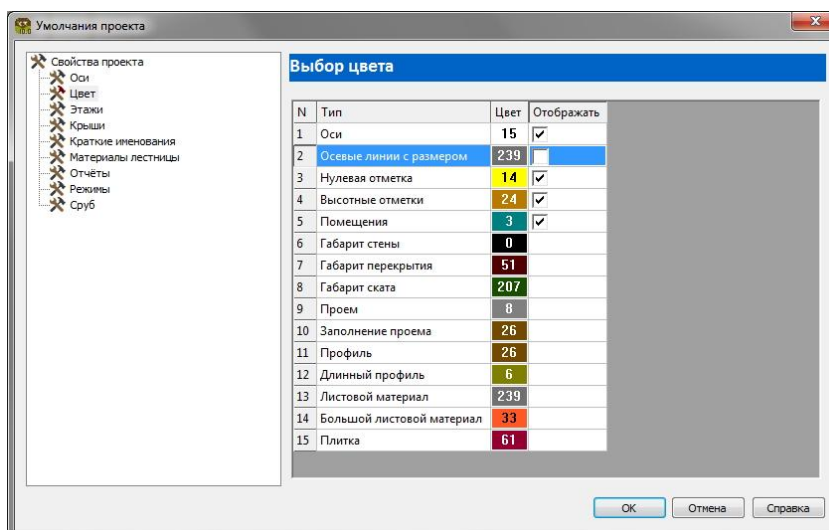 Умолчания проекта
Свойства проекта
Оси
Цвет
Этажи
Крыши
Краткие именования
Материалы лестницы
Отчёты
Режимы
Сруб
Выбор цвета
N Тип Цвет Отображать
1 Оси 15
2 Осевые линии с размером 239
3 Нулевая отметка 14
4 Высотные отметки 24
5 Помещения 3
6 Габарит стены 0
7 Габарит перекрытия 51
8 Габарит ската 207
9 Проем 8
10 Заполнение проема 26
11 Профиль 26
12 Длинный профиль 6
13 Листовой материал 239
14 Большой листовой материал 33
15 Плитка 61
OK Отмена Справка